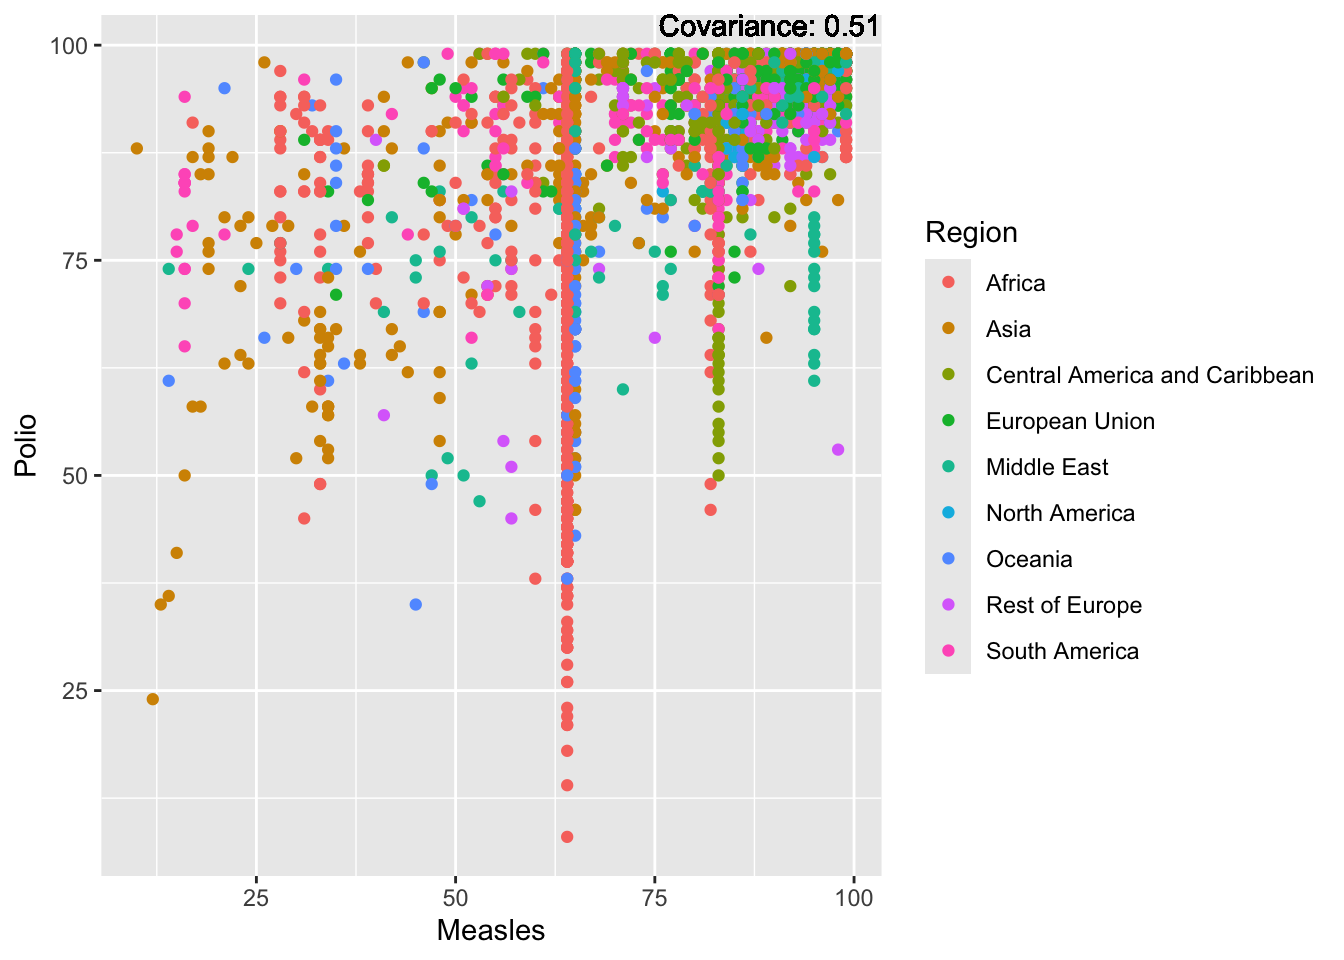 Covariance: 0.51
100
75
50
25
Polio
25 50 75 100
Measles
Region
Africa
Asia
Central America and Caribbean
European Union
Middle East
North America
Oceania
Rest of Europe
South America